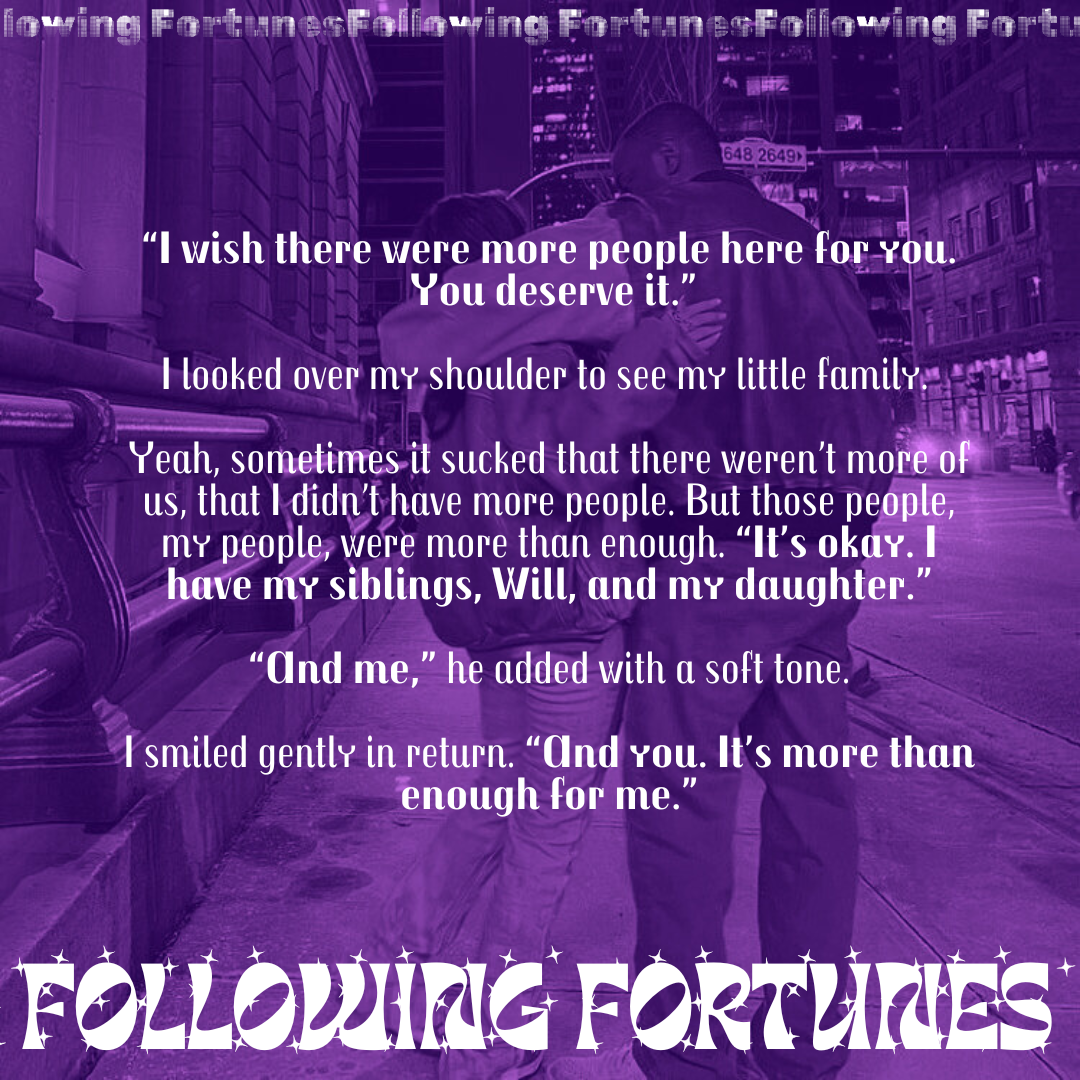 lowing FortunesFollowing FortunesFollowing Fortu
648 2649
“I wish there were more people here for you.
You deserve it.”
I looked over my shoulder to see my little family.
Yeah, sometimes it sucked that there weren’t more of
us, that I didn’t have more people. But those people,
my people, were more than enough. “It’s okay. I
have my siblings, Will, and my daughter.”
“And me,” he added with a soft tone.
I smiled gently in return. “And you. It’s more than
enough for me.”
FOLLOWING FORTUNES